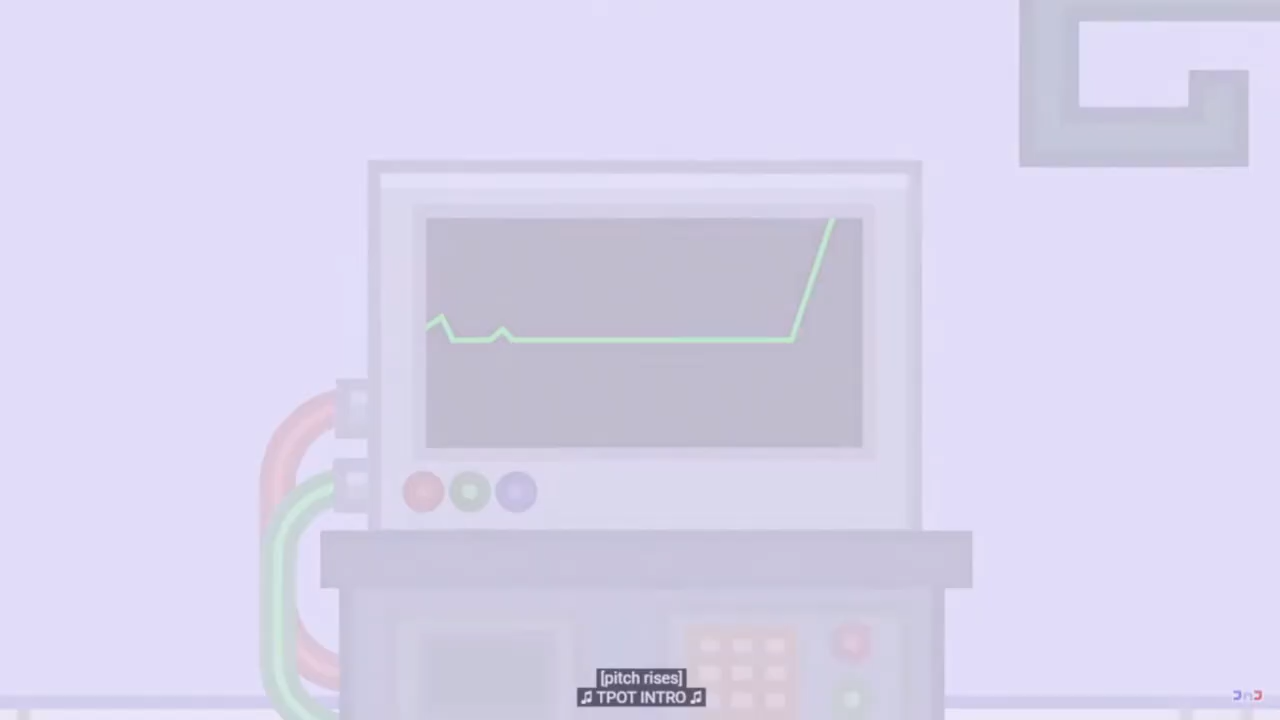 [pitch rises]
♫ TPOT INTRO ♫